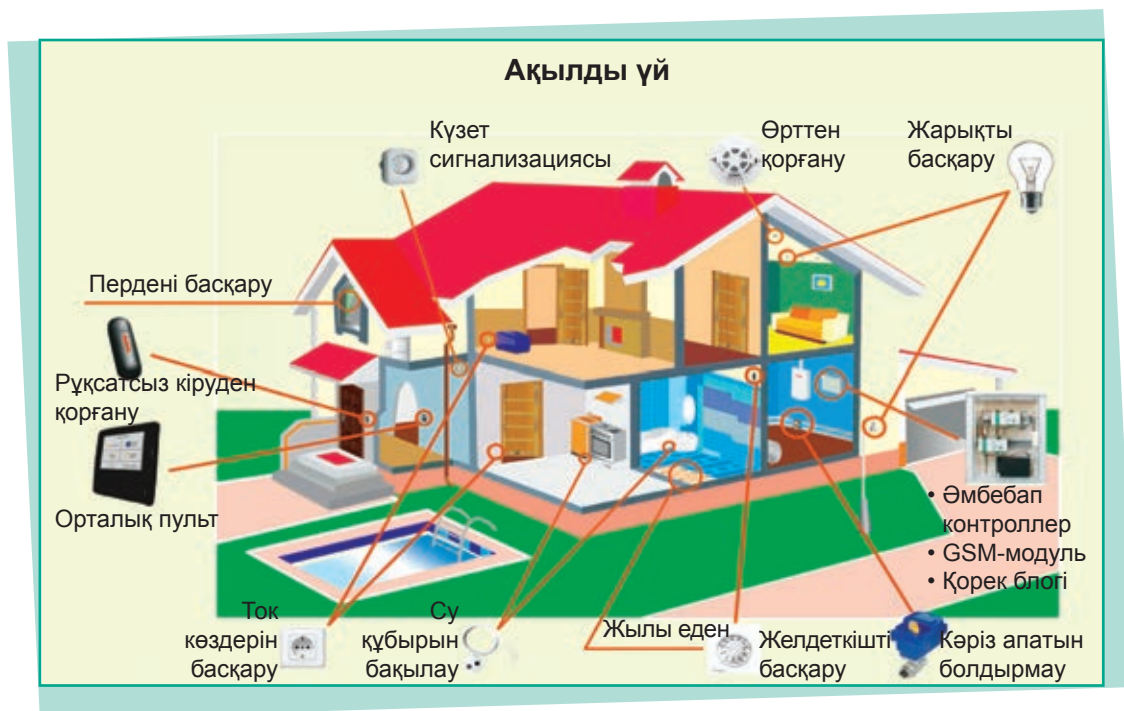 Ақылды үй
Күзет
сигнализациясы
Өрттен
қорғану
Жарықты
басқару
Пердені басқару
Рұқсатсыз кіруден
қорғану
Орталық пульт
• Әмбебап
контроллер
• GSM-модуль
• Қорек блогі
Ток
көздерін
басқару
Су
құбырын
бақылау
Жылы еден
Желдеткішті
басқару
Кәріз апатын
болдырмау